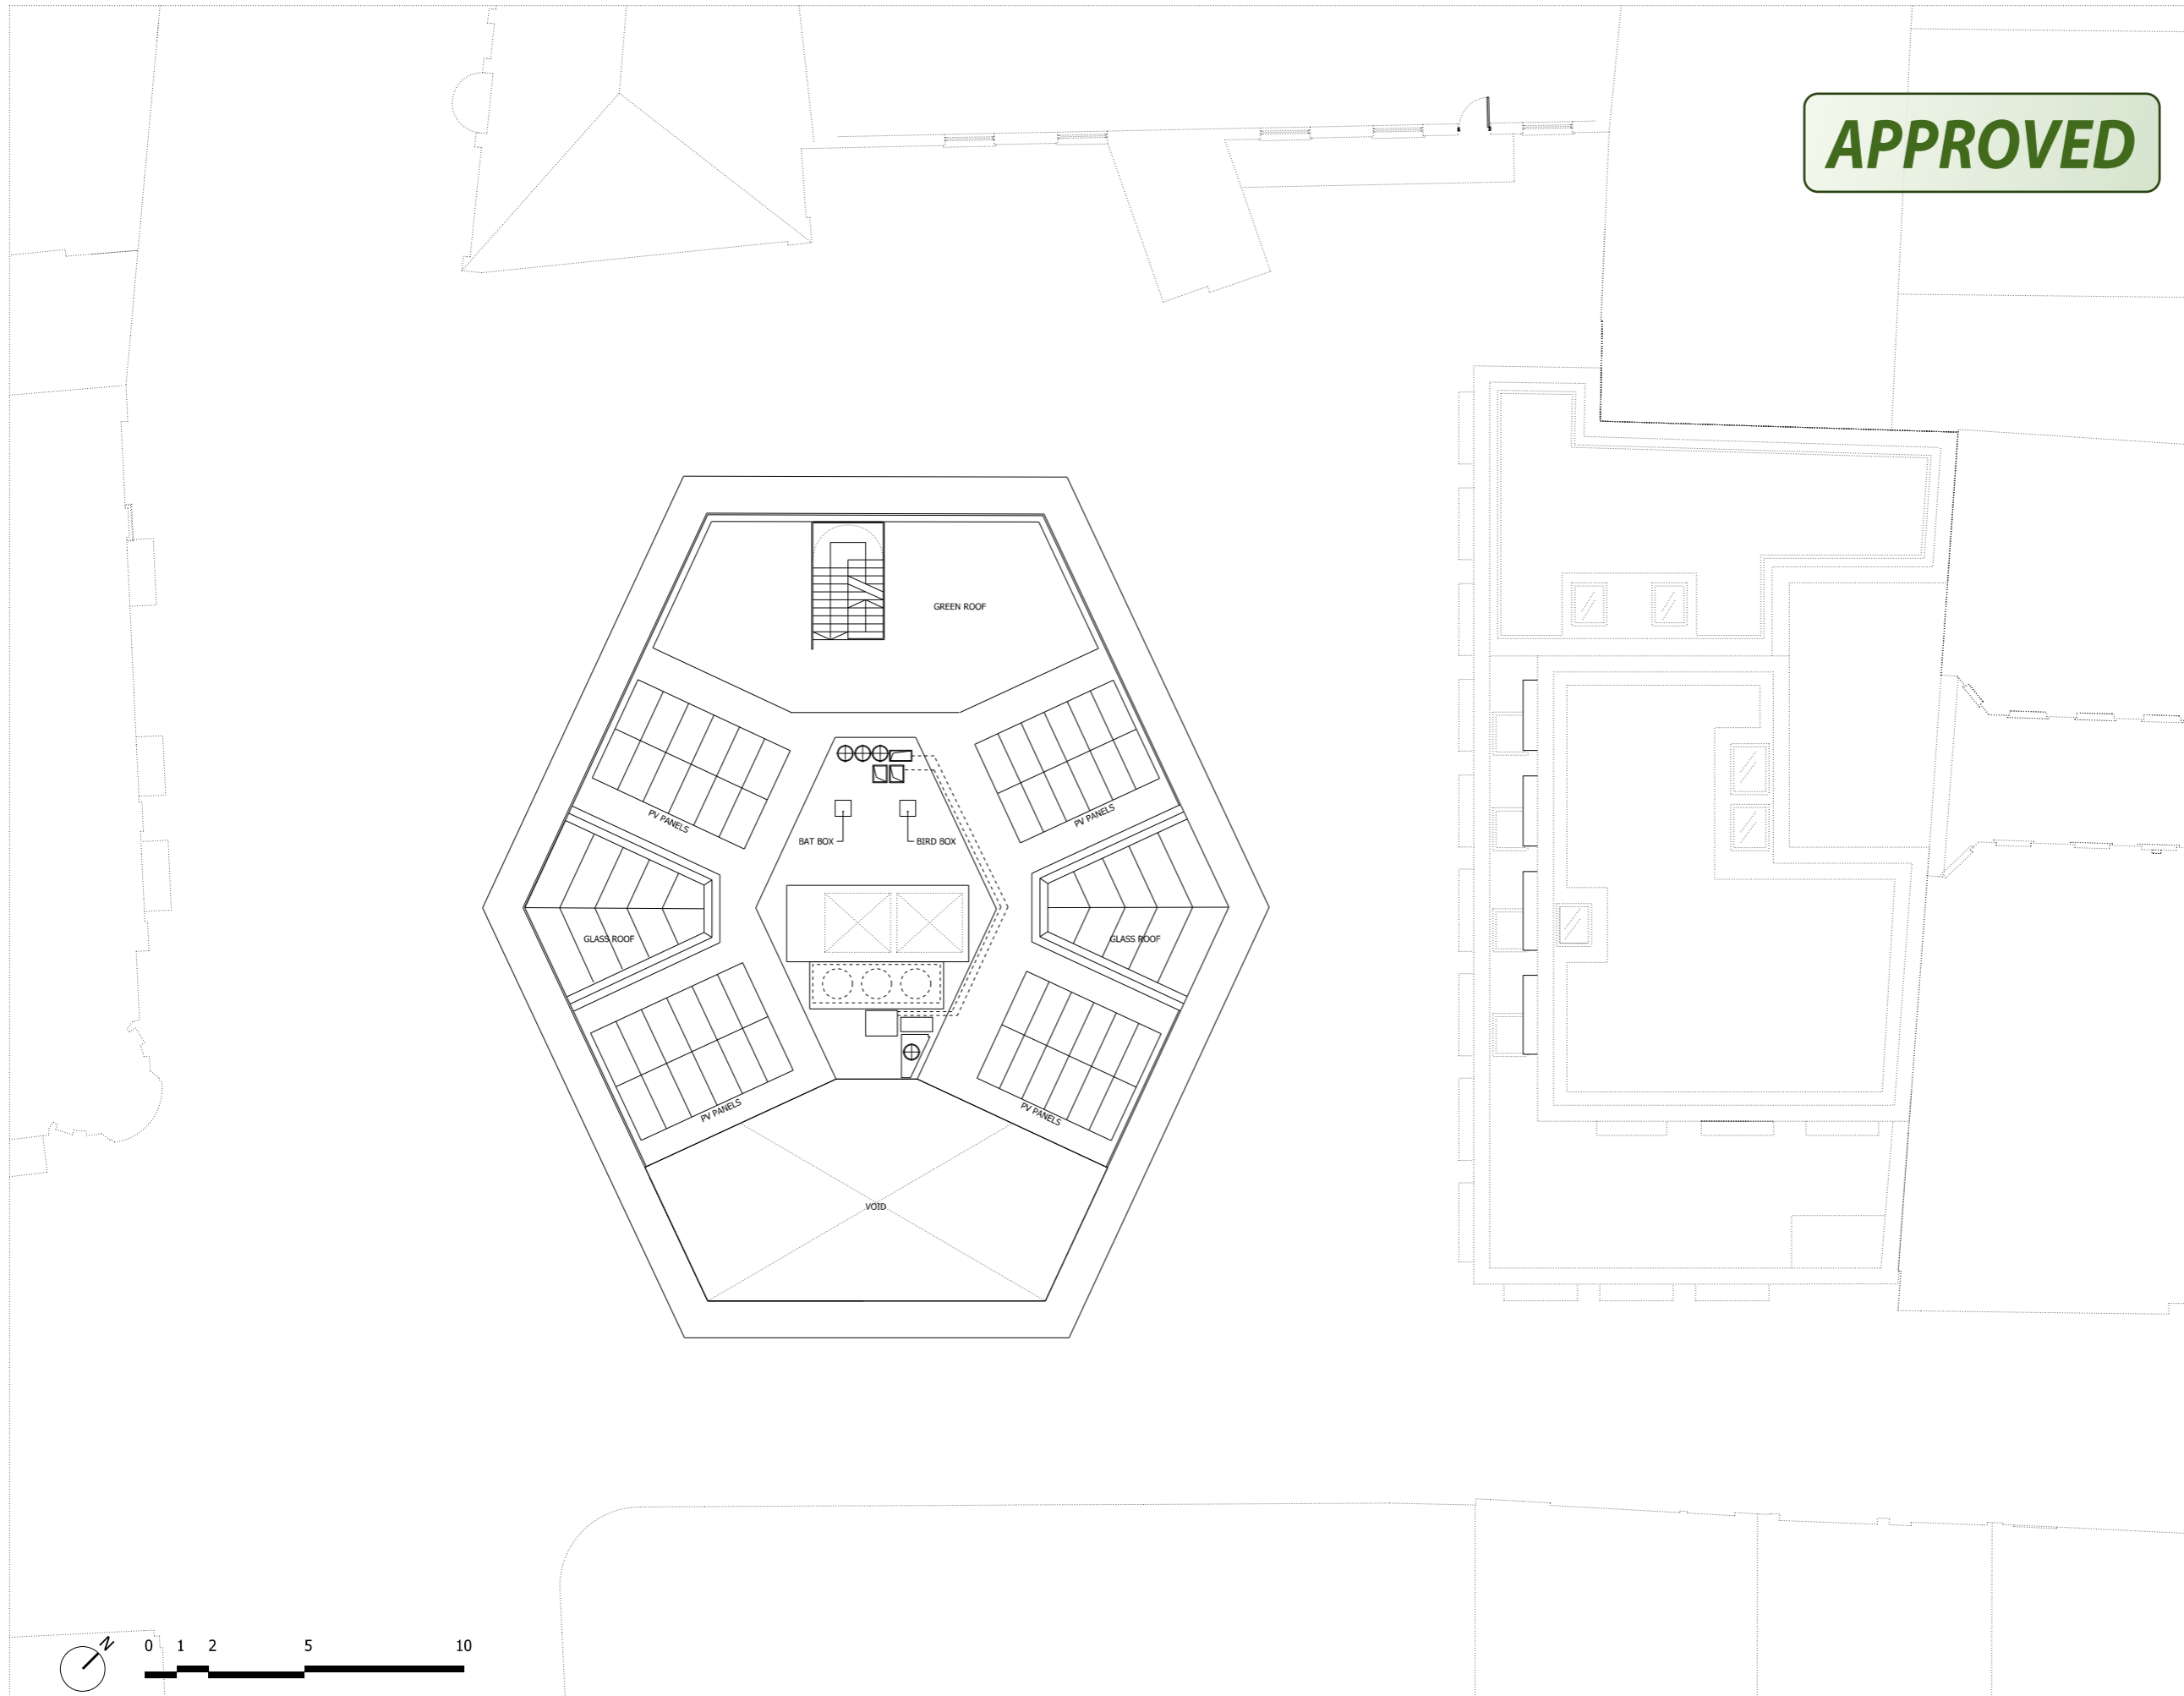 APPROVED
GREEN ROOF
PV PANELS
PV PANELS
BAT BOX
BIRD BOX
GLASS ROOF
GLASS ROOF
PV PANELS
PV PANELS
VOID
N
0 1 2 5 10